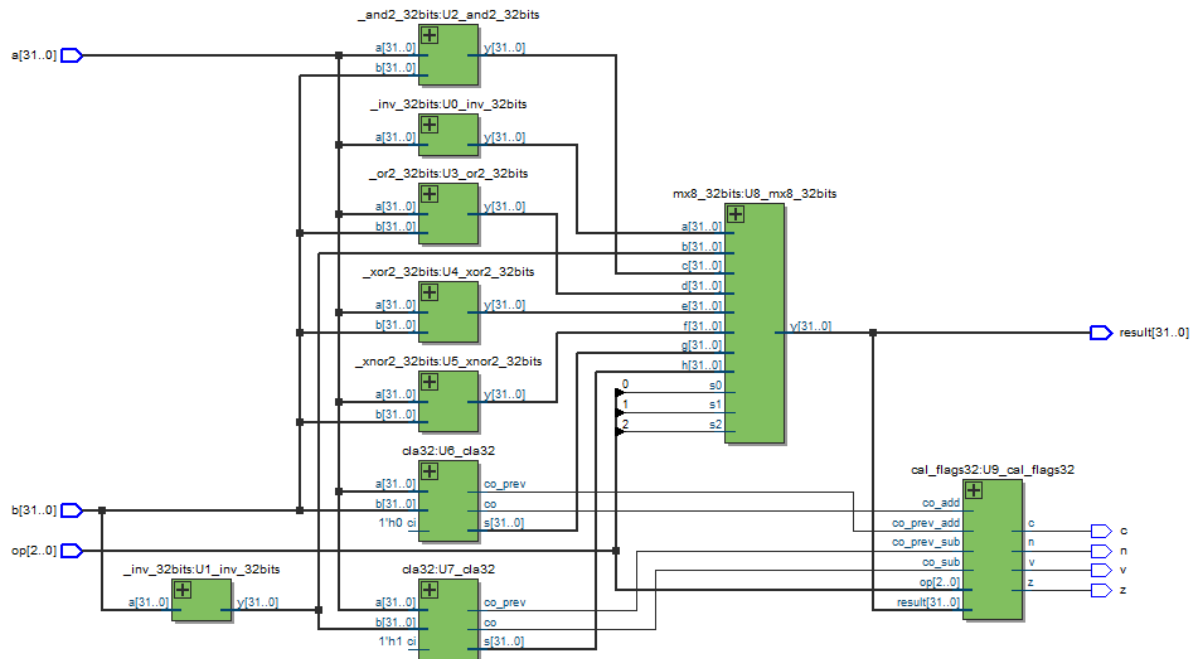 _and2_32bits:U2_and2_32bits
a[31..0]
a[31..0]
y[31..0]
b[31..0]
_inv_32bits:U0_inv_32bits
a[31..0]
y[31..0]
_or2_32bits:U3_or2_32bits
a[31..0]
y[31..0]
b[31..0]
_xor2_32bits:U4_xor2_32bits
a[31..0]
y[31..0]
b[31..0]
_xnor2_32bits:U5_xnor2_32bits
a[31..0]
y[31..0]
b[31..0]
mx8_32bits:U8_mx8_32bits
a[31..0]
b[31..0]
c[31..0]
d[31..0]
e[31..0]
f[31..0]
g[31..0]
h[31..0]
0
s0
1
s1
2
s2
y[31..0]
result[31..0]
cla32:U6_cla32
a[31..0]
co_prev
b[31..0]
co
1'h0 ci
s[31..0]
b[31..0]
op[2..0]
_inv_32bits:U1_inv_32bits
a[31..0]
y[31..0]
cla32:U7_cla32
a[31..0]
co_prev
b[31..0]
co
1'h1 ci
s[31..0]
cal_flags32:U9_cal_flags32
co_add
co_prev_add
co_prev_sub
co_sub
op[2..0]
result[31..0]
c
n
v
z
c
n
v
z